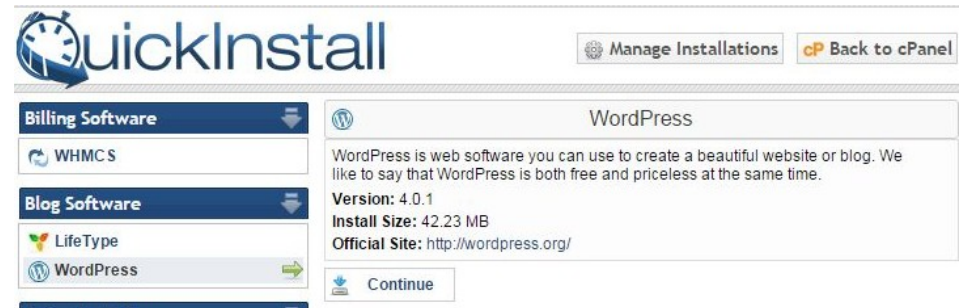 QuickInstall
Manage Installations
cP Back to cPanel
Billing Software
WHMCS
Blog Software
LifeType
WordPress
WordPress
WordPress is web software you can use to create a beautiful website or blog. We
like to say that WordPress is both free and priceless at the same time.
Version: 4.0.1
Install Size: 42.23 MB
Official Site: http://wordpress.org/
Continue